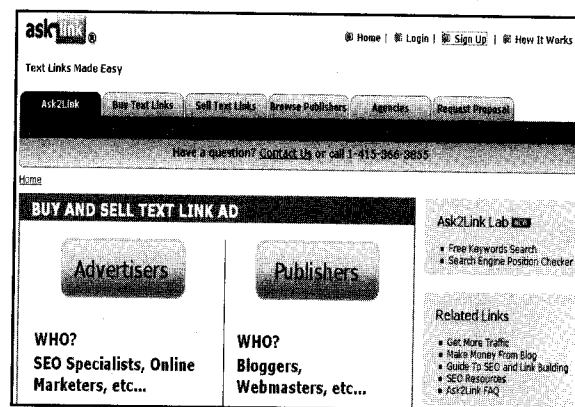 ask2link ®
Home | Login | Sign Up | How It Works
Text Links Made Easy
Ask2Link Buy Text Links Sell Text Links Browse Publishers Agencies Request Proposal
Have a question? Contact Us or call 1-415-366-3855
Home
BUY AND SELL TEXT LINK AD
Advertisers
WHO?
SEO Specialists, Online
Marketers, etc...
Publishers
WHO?
Bloggers,
Webmasters, etc...
Ask2Link Lab
Free Keywords Search
Search Engine Position Checker
Related Links
Get More Traffic
Make Money From Blog
Guide To SEO and Link Building
SEO Resources
Ask2Link FAQ